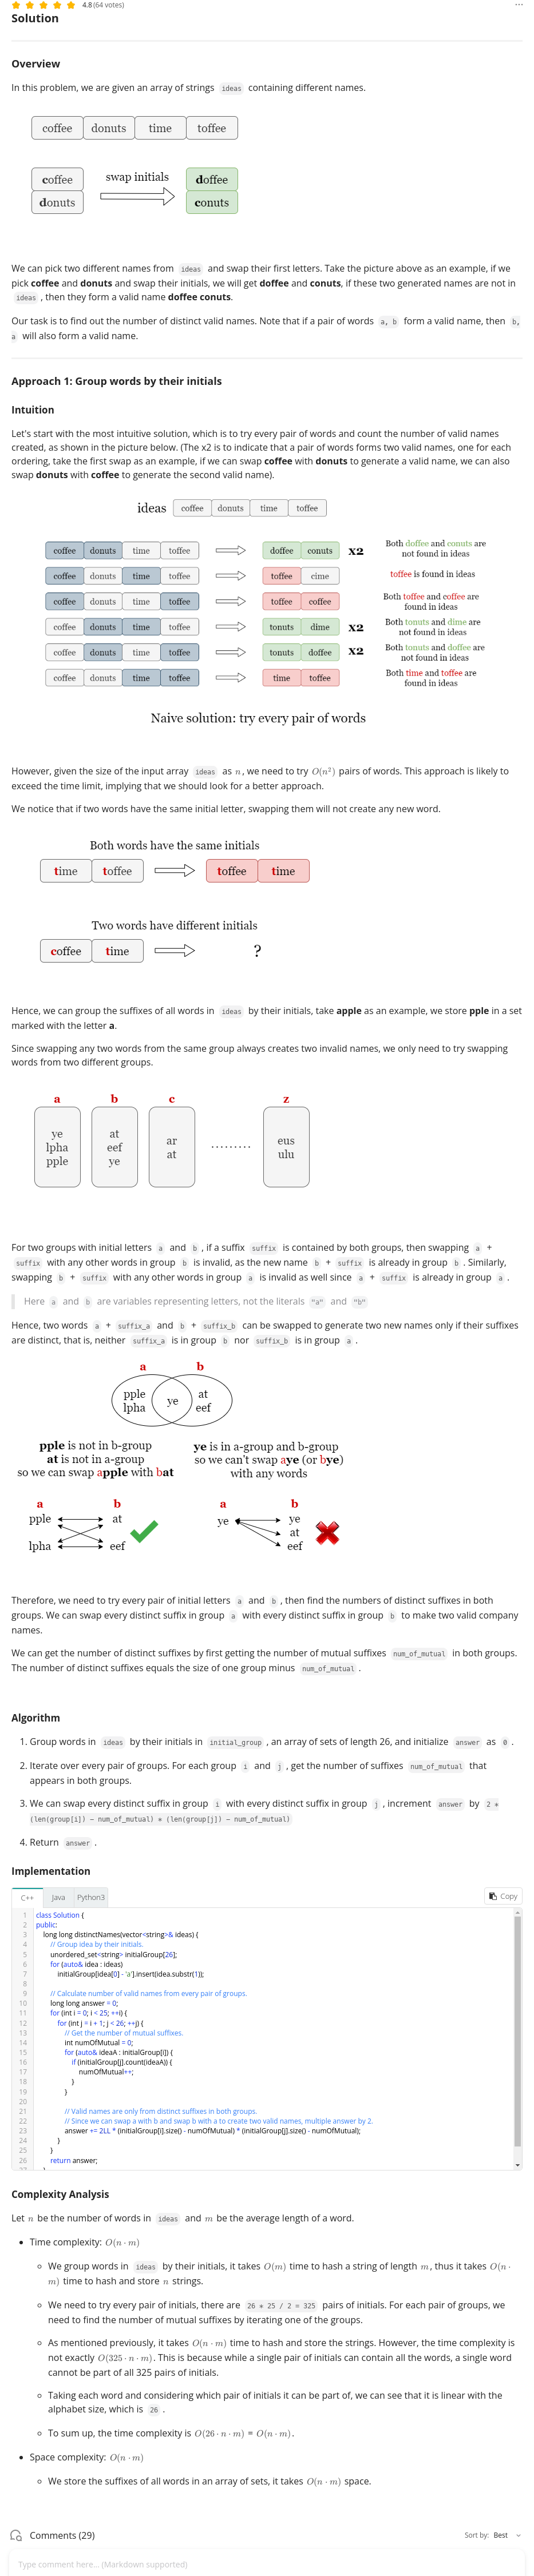 4.8 (64 votes)
Solution
Overview
In this problem, we are given an array of strings ideas containing different names.
coffee donuts time toffee
coffee swap initials doffee
donuts conuts
We can pick two different names from ideas and swap their first letters. Take the picture above as an example, if we
pick coffee and donuts and swap their initials, we will get doffee and conuts, if these two generated names are not in
ideas , then they form a valid name doffee conuts.
Our task is to find out the number of distinct valid names. Note that if a pair of words a, b form a valid name, then b,
a will also form a valid name.
Approach 1: Group words by their initials
Intuition
Let's start with the most intuitive solution, which is to try every pair of words and count the number of valid names
created, as shown in the picture below. (The x2 is to indicate that a pair of words forms two valid names, one for each
ordering, take the first swap as an example, if we can swap coffee with donuts to generate a valid name, we can also
swap donuts with coffee to generate the second valid name).
ideas coffee donuts time toffee
coffee donuts time toffee doffee conuts x2 Both doffee and conuts are
not found in ideas
coffee donuts time toffee toffee cime toffee is found in ideas
coffee donuts time toffee toffee coffee Both toffee and coffee are
found in ideas
coffee donuts time toffee tonuts dime x2 Both tonuts and dime are
not found in ideas
coffee donuts time toffee tonuts doffee x2 Both tonuts and doffee are
not found in ideas
coffee donuts time toffee time toffee Both time and toffee are
found in ideas
Naive solution: try every pair of words
However, given the size of the input array ideas as n, we need to try O(n²) pairs of words. This approach is likely to
exceed the time limit, implying that we should look for a better approach.
We notice that if two words have the same initial letter, swapping them will not create any new word.
Both words have the same initials
time toffee toffee time
Two words have different initials
coffee time ?
Hence, we can group the suffixes of all words in ideas by their initials, take apple as an example, we store pple in a set
marked with the letter a.
Since swapping any two words from the same group always creates two invalid names, we only need to try swapping
words from two different groups.
a b c z
ye at ar eus
lpha eef at ......... ulu
pple ye
For two groups with initial letters a and b , if a suffix suffix is contained by both groups, then swapping a +
suffix with any other words in group b is invalid, as the new name b + suffix is already in group b . Similarly,
swapping b + suffix with any other words in group a is invalid as well since a + suffix is already in group a .
Here a and b are variables representing letters, not the literals "a" and "b"
Hence, two words a + suffix_a and b + suffix_b can be swapped to generate two new names only if their suffixes
are distinct, that is, neither suffix_a is in group b nor suffix_b is in group a .
a b
pple at
lpha ye eef
pple is not in b-group ye is in a-group and b-group
at is not in a-group so we can't swap aye (or bye)
so we can swap apple with bat with any words
a b a b
pple at ye ye
at
lpha eef eef
Therefore, we need to try every pair of initial letters a and b , then find the numbers of distinct suffixes in both
groups. We can swap every distinct suffix in group a with every distinct suffix in group b to make two valid company
names.
We can get the number of distinct suffixes by first getting the number of mutual suffixes num_of_mutual in both groups.
The number of distinct suffixes equals the size of one group minus num_of_mutual .
Algorithm
1. Group words in ideas by their initials in initial_group , an array of sets of length 26, and initialize answer as 0 .
2. Iterate over every pair of groups. For each group i and j , get the number of suffixes num_of_mutual that
appears in both groups.
3. We can swap every distinct suffix in group i with every distinct suffix in group j , increment answer by 2 *
(len(group[i]) – num_of_mutual) * (len(group[j]) – num_of_mutual)
4. Return answer .
Implementation
C++ Java Python3 Copy
1 class Solution {
2 public:
3 long long distinctNames(vector<string>& ideas) {
4 // Group idea by their initials.
5 unordered_set<string> initialGroup[26];
6 for (auto& idea : ideas)
7 initialGroup[idea[0] - 'a'].insert(idea.substr(1));
8
9 // Calculate number of valid names from every pair of groups.
10 long long answer = 0;
11 for (int i = 0; i < 25; ++i) {
12 for (int j = i + 1; j < 26; ++j) {
13 // Get the number of mutual suffixes.
14 int numOfMutual = 0;
15 for (auto& ideaA : initialGroup[i]) {
16 if (initialGroup[j].count(ideaA)) {
17 numOfMutual++;
18 }
19 }
20
21 // Valid names are only from distinct suffixes in both groups.
22 // Since we can swap a with b and swap b with a to create two valid names, multiple answer by 2.
23 answer += 2LL * (initialGroup[i].size() - numOfMutual) * (initialGroup[j].size() - numOfMutual);
24 }
25 }
26 return answer;
27 }
Complexity Analysis
Let n be the number of words in ideas and m be the average length of a word.
• Time complexity: O(n · m)
◦ We group words in ideas by their initials, it takes O(m) time to hash a string of length m, thus it takes O(n ·
m) time to hash and store n strings.
◦ We need to try every pair of initials, there are 26 * 25 / 2 = 325 pairs of initials. For each pair of groups, we
need to find the number of mutual suffixes by iterating one of the groups.
◦ As mentioned previously, it takes O(n · m) time to hash and store the strings. However, the time complexity is
not exactly O(325 · n · m). This is because while a single pair of initials can contain all the words, a single word
cannot be part of all 325 pairs of initials.
◦ Taking each word and considering which pair of initials it can be part of, we can see that it is linear with the
alphabet size, which is 26 .
◦ To sum up, the time complexity is O(26 · n · m) = O(n · m).
• Space complexity: O(n · m)
◦ We store the suffixes of all words in an array of sets, it takes O(n · m) space.
Comments (29) Sort by: Best
Type comment here... (Markdown supported)